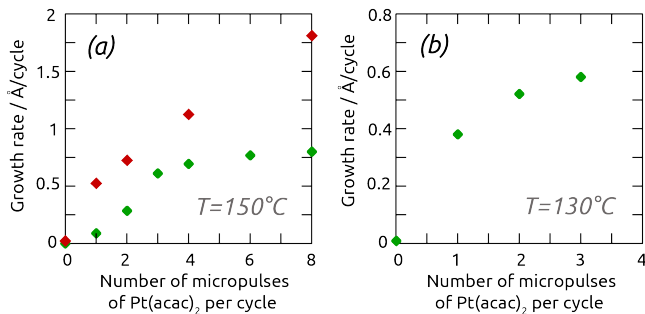 (a)
Growth rate / Å/cycle
2
1.5
1
0.5
0
T=150°C
0 2 4 6 8
Number of micropulses
of Pt(acac)₂ per cycle
(b)
Growth rate / Å/cycle
0.8
0.6
0.4
0.2
0
T=130°C
0 1 2 3 4
Number of micropulses
of Pt(acac)₂ per cycle